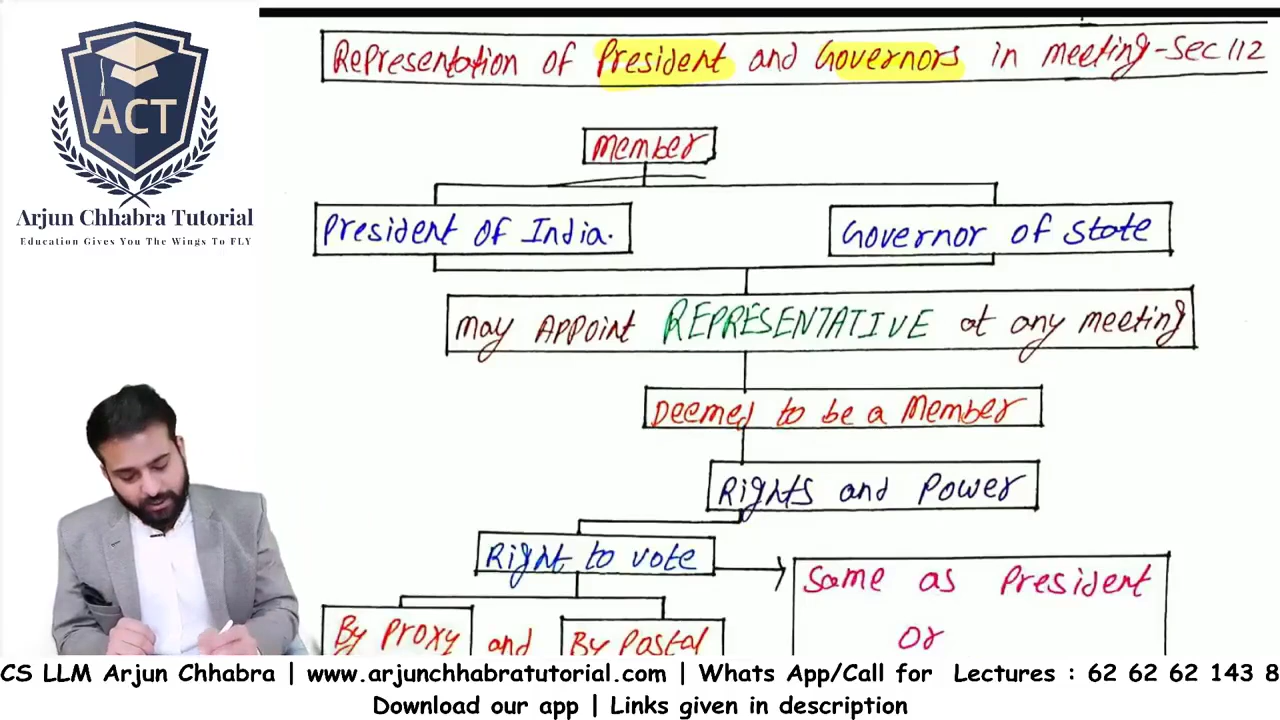 Representation of President and Governors in meeting-Sec 112
ACT
Arjun Chhabra Tutorial
Education Gives You The Wings To FLY
Member
President of India.
Governor of State
May Appoint REPRESENTATIVE at any meeting
Deemed to be a Member
Rights and Power
Right to vote
Same as President
or
By Proxy and By Postal
CS LLM Arjun Chhabra | www.arjunchhabratutorial.com | Whats App/Call for Lectures : 62 62 62 143 8
Download our app | Links given in description